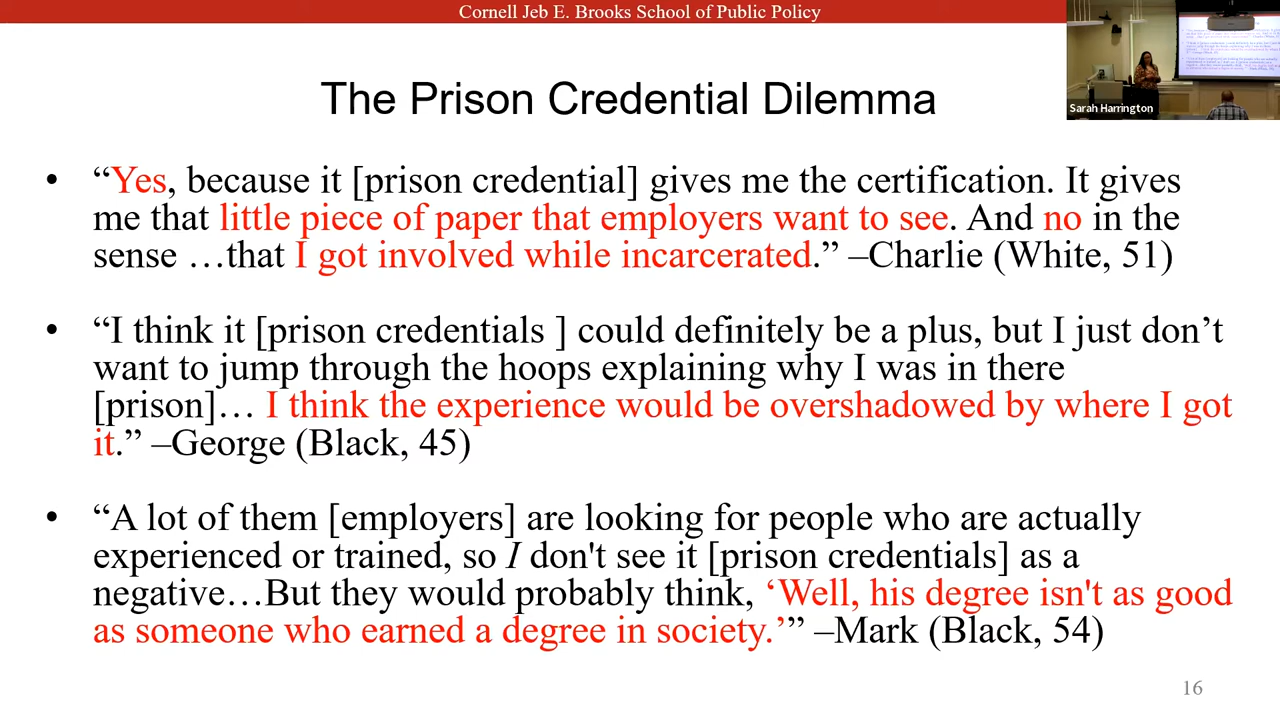 Cornell Jeb E. Brooks School of Public Policy
Sarah Harrington
The Prison Credential Dilemma
• “Yes, because it [prison credential] gives me the certification. It gives
me that little piece of paper that employers want to see. And no in the
sense …that I got involved while incarcerated.” –Charlie (White, 51)
• “I think it [prison credentials ] could definitely be a plus, but I just don’t
want to jump through the hoops explaining why I was in there
[prison]… I think the experience would be overshadowed by where I got
it.” –George (Black, 45)
• “A lot of them [employers] are looking for people who are actually
experienced or trained, so I don't see it [prison credentials] as a
negative…But they would probably think, ‘Well, his degree isn't as good
as someone who earned a degree in society.’” –Mark (Black, 54)
16